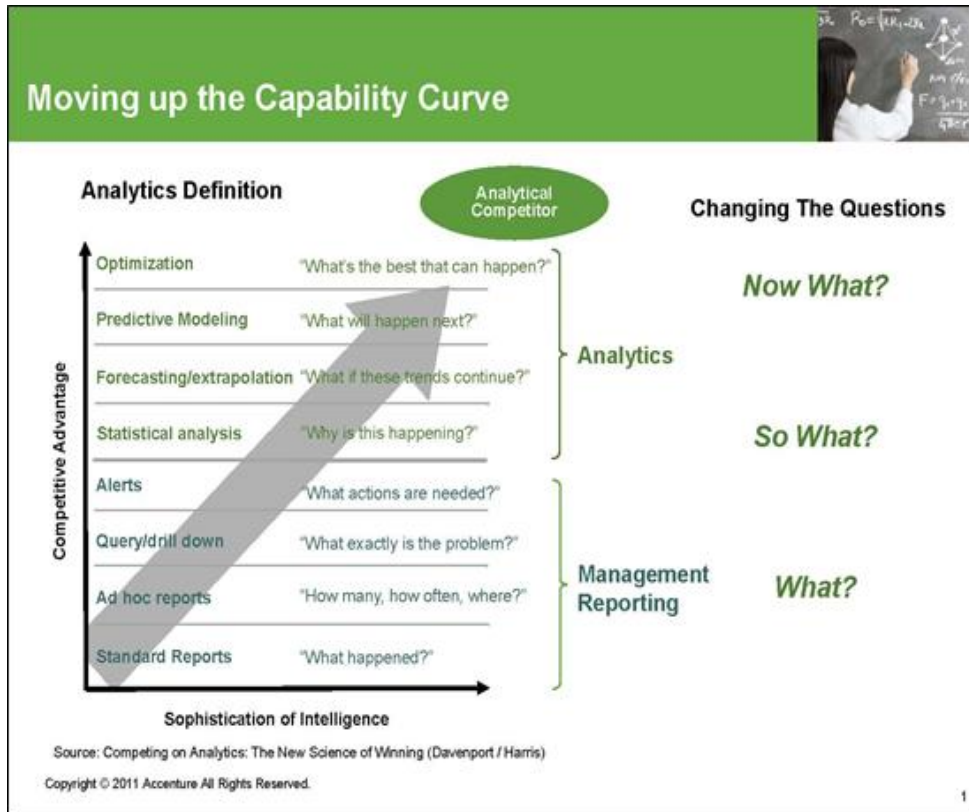 Moving up the Capability Curve
Analytics Definition
Analytical
Competitor
Changing The Questions
Competitive Advantage
Optimization "What's the best that can happen?"
Predictive Modeling "What will happen next?"
Forecasting/extrapolation "What if these trends continue?"
Statistical analysis "Why is this happening?"
Alerts "What actions are needed?"
Query/drill down "What exactly is the problem?"
Ad hoc reports "How many, how often, where?"
Standard Reports "What happened?"
Analytics
Management
Reporting
Now What?
So What?
What?
Sophistication of Intelligence
Source: Competing on Analytics: The New Science of Winning (Davenport / Harris)
Copyright © 2011 Accenture All Rights Reserved.
1